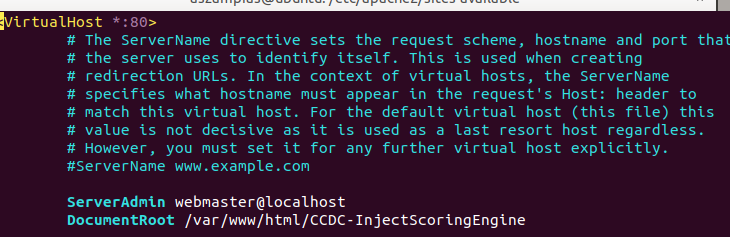 <VirtualHost *:80>
# The ServerName directive sets the request scheme, hostname and port that
# the server uses to identify itself. This is used when creating
# redirection URLs. In the context of virtual hosts, the ServerName
# specifies what hostname must appear in the request's Host: header to
# match this virtual host. For the default virtual host (this file) this
# value is not decisive as it is used as a last resort host regardless.
# However, you must set it for any further virtual host explicitly.
#ServerName www.example.com
ServerAdmin webmaster@localhost
DocumentRoot /var/www/html/CCDC-InjectScoringEngine